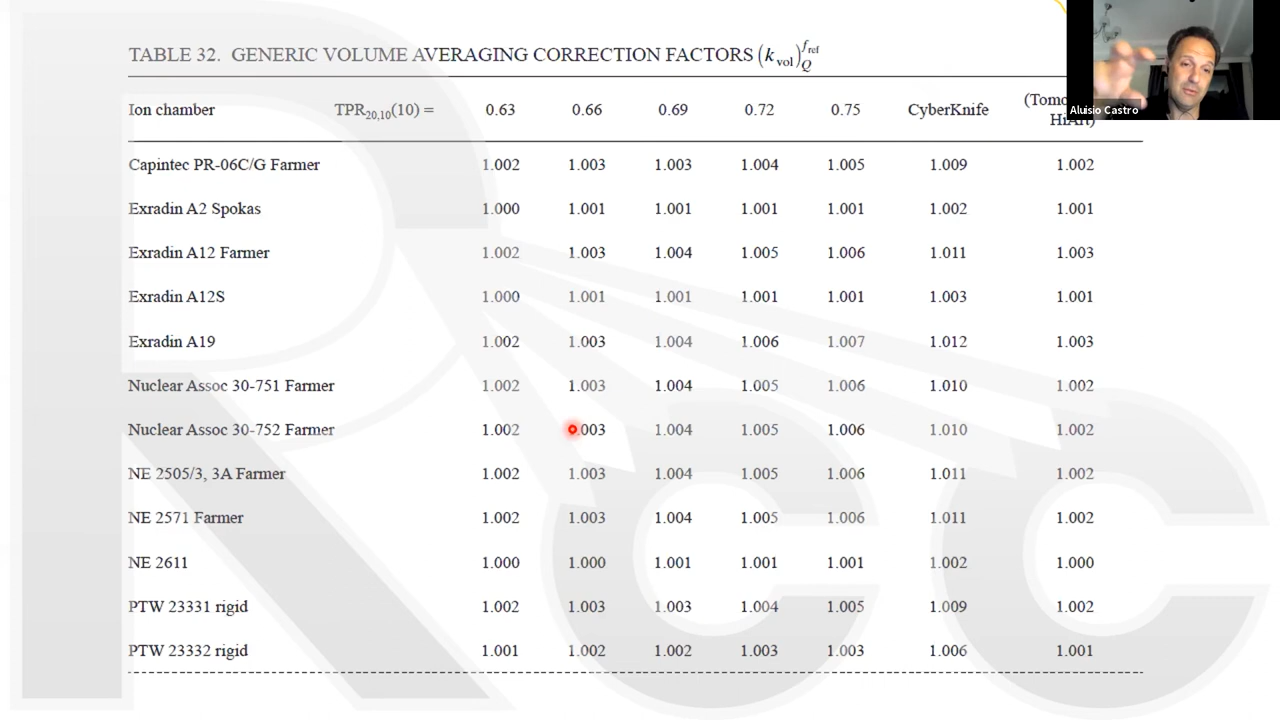 TABLE 32. GENERIC VOLUME AVERAGING CORRECTION FACTORS (k vol) Q f ref
Aluisio Castro
Ion chamber TPR20,10(10) = 0.63 0.66 0.69 0.72 0.75 CyberKnife
Capintec PR-06C/G Farmer 1.002 1.003 1.003 1.004 1.005 1.009 1.002
Exradin A2 Spokas 1.000 1.001 1.001 1.001 1.001 1.002 1.001
Exradin A12 Farmer 1.002 1.003 1.004 1.005 1.006 1.011 1.003
Exradin A12S 1.000 1.001 1.001 1.001 1.001 1.003 1.001
Exradin A19 1.002 1.003 1.004 1.006 1.007 1.012 1.003
Nuclear Assoc 30-751 Farmer 1.002 1.003 1.004 1.005 1.006 1.010 1.002
Nuclear Assoc 30-752 Farmer 1.002 .003 1.004 1.005 1.006 1.010 1.002
NE 2505/3, 3A Farmer 1.002 1.003 1.004 1.005 1.006 1.011 1.002
NE 2571 Farmer 1.002 1.003 1.004 1.005 1.006 1.011 1.002
NE 2611 1.000 1.000 1.001 1.001 1.001 1.002 1.000
PTW 23331 rigid 1.002 1.003 1.003 1.004 1.005 1.009 1.002
PTW 23332 rigid 1.001 1.002 1.002 1.003 1.003 1.006 1.001
Rcc